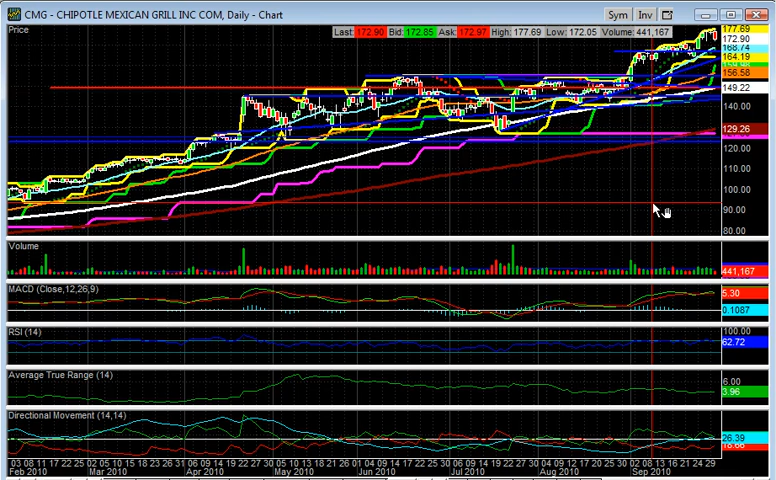 CMG - CHIPOTLE MEXICAN GRILL INC COM, Daily - Chart
Sym Inv
Price
Last: 172.90 Bid: 172.85 Ask: 172.97 High: 177.69 Low: 172.05 Volume: 441,167
177.69
172.90
168.74
164.19
156.58
149.22
140.00
129.26
120.00
110.00
100.00
90.00
80.00
Volume
441,167
MACD (Close,12,26,9)
5.30
0.1087
RSI (14)
100.00
62.72
Average True Range (14)
6.00
3.96
Directional Movement (14,14)
26.39
Feb 2010 Mar 2010 Apr 2010 May 2010 Jun 2010 Jul 2010 Aug 2010 Sep 2010